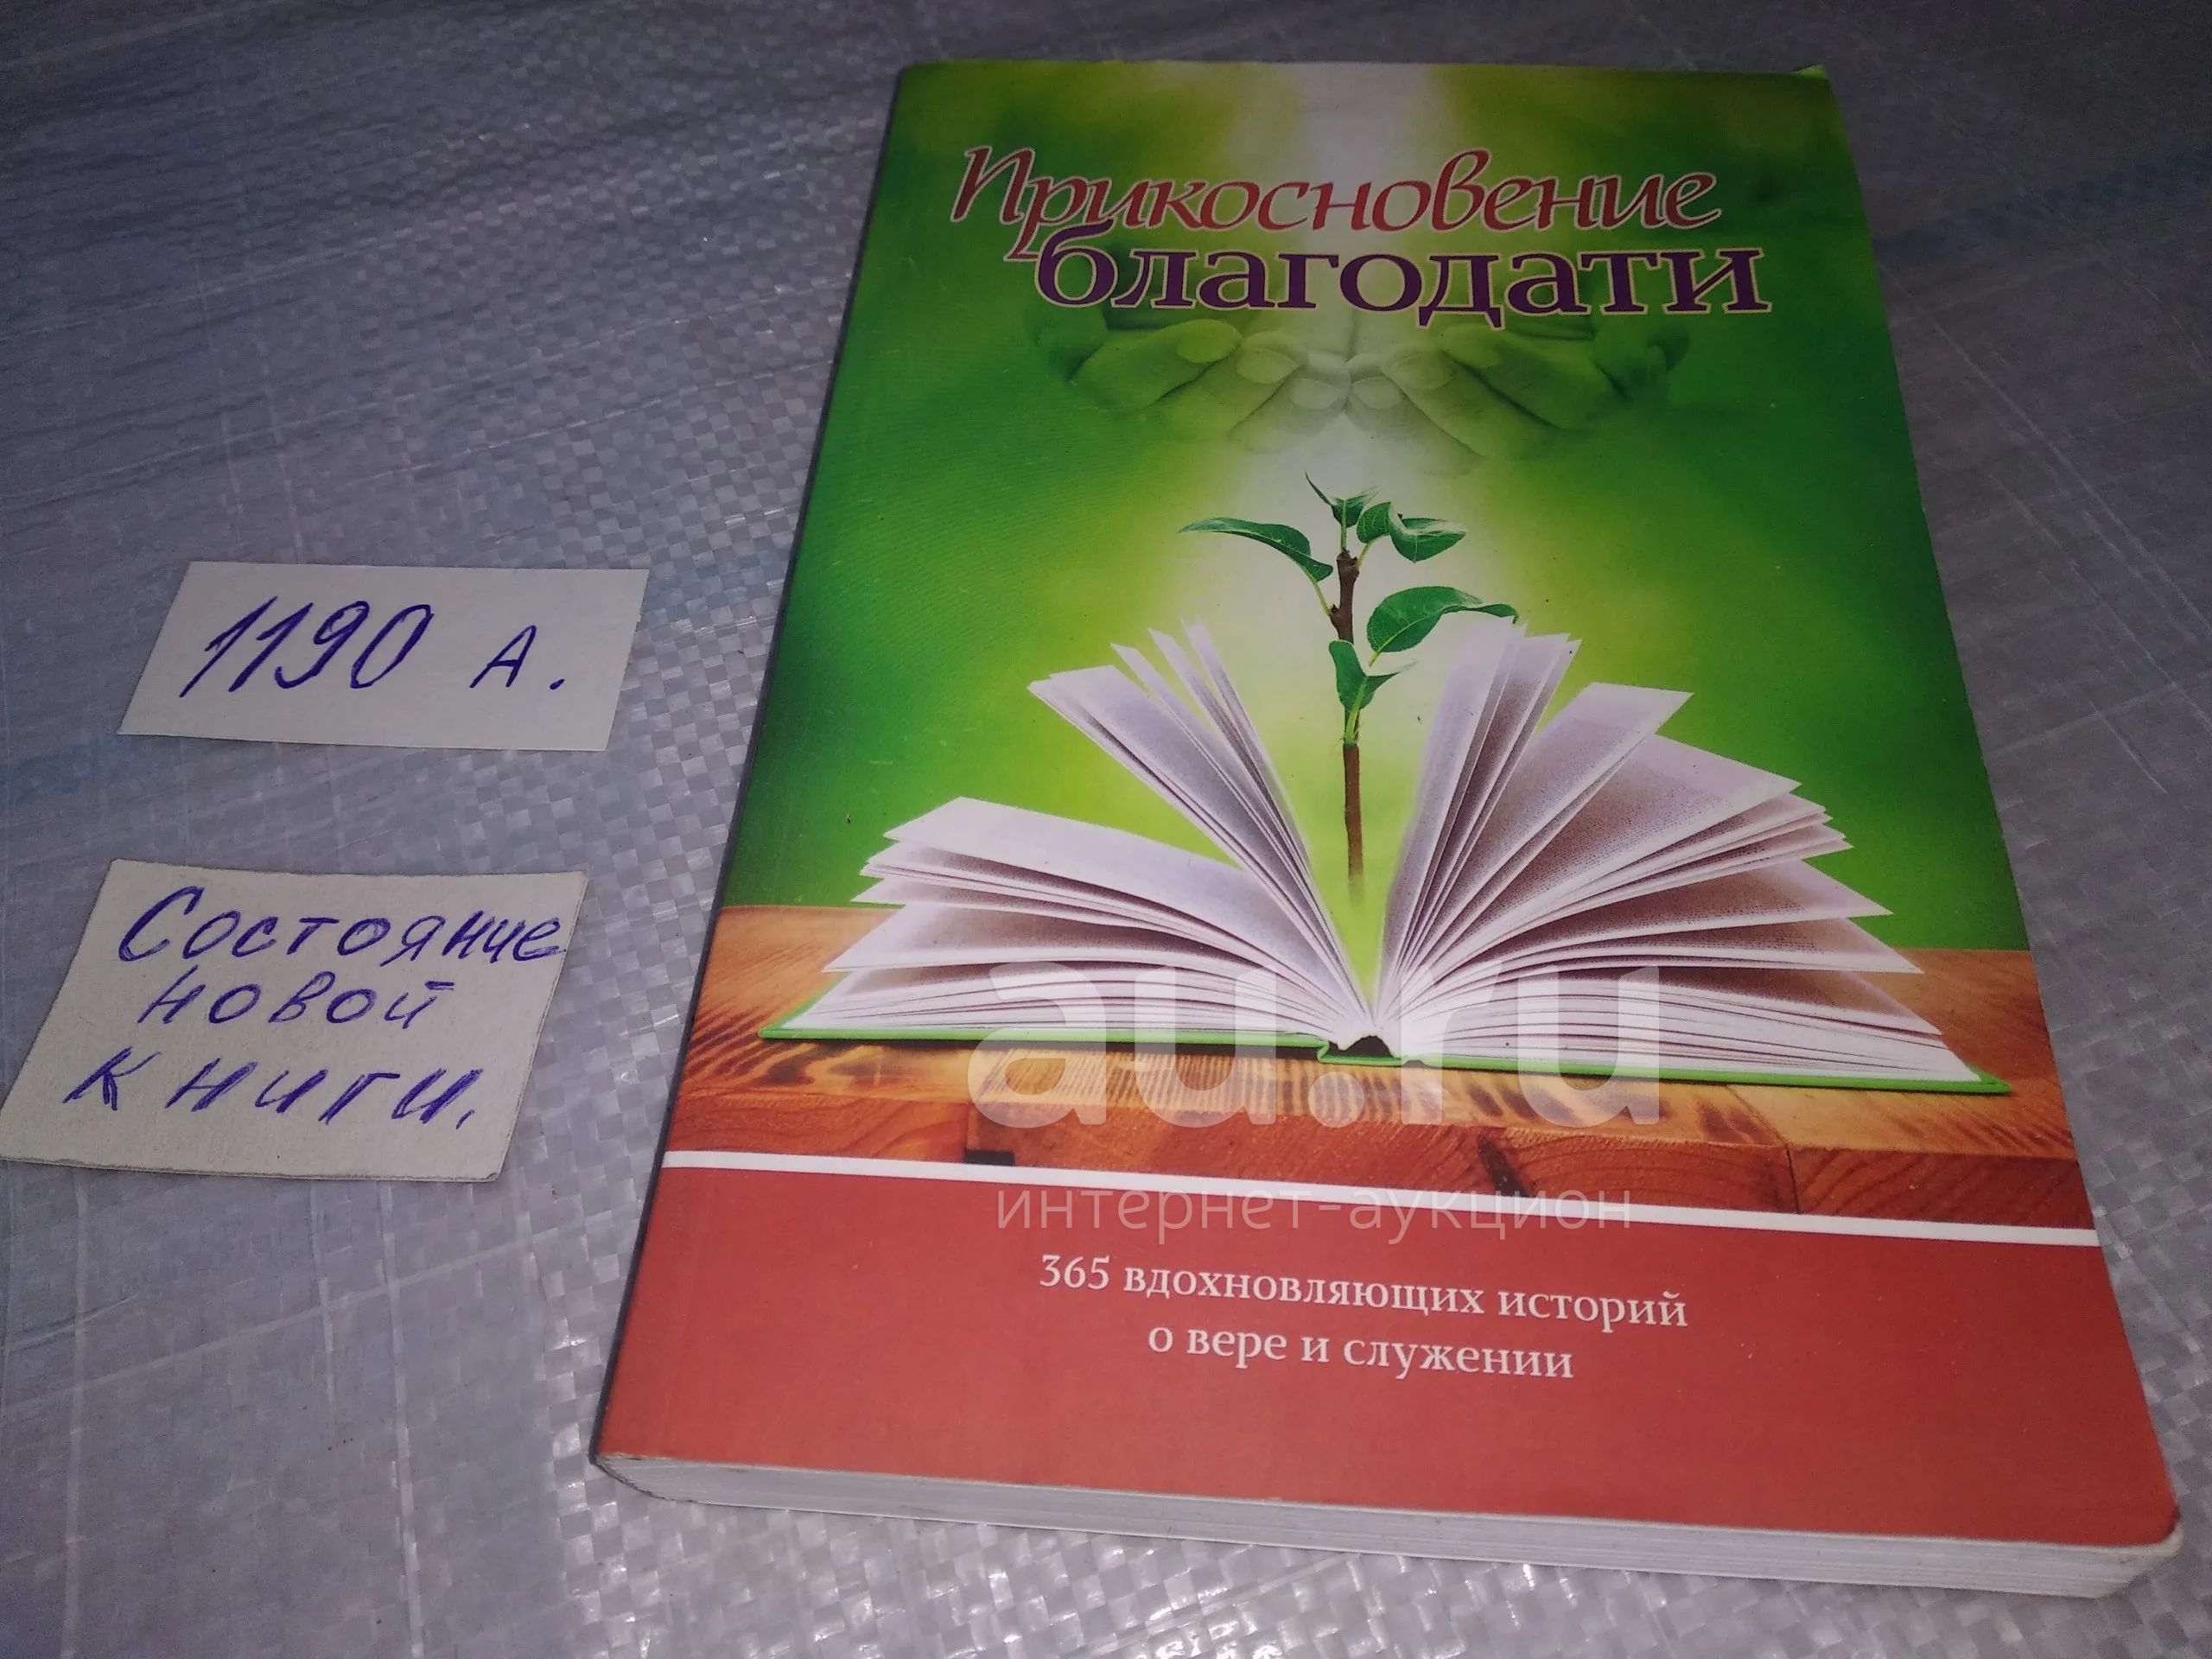 Прикосновение
благодати
1190 А.
Состояние
новой
книги.
au.ru
интернет-аукцион
365 вдохновляющих историй
о вере и служении